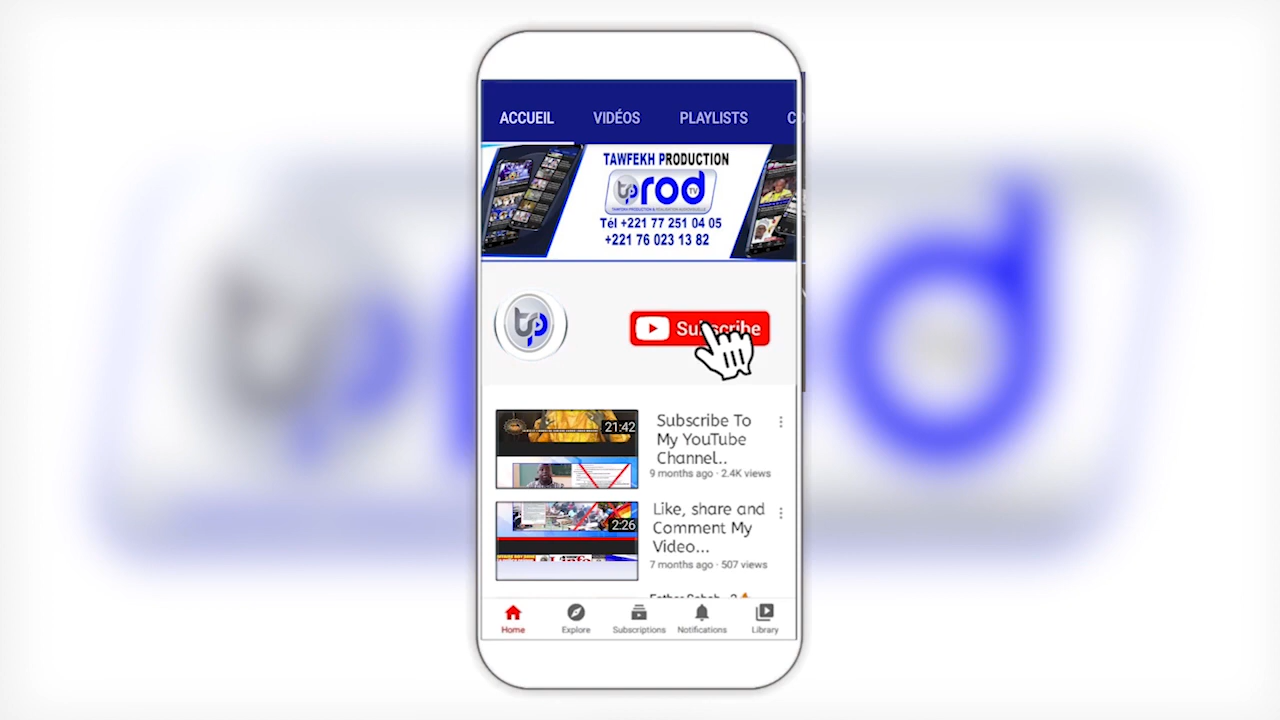 ACCUEIL VIDÉOS PLAYLISTS
TAWFEKH PRODUCTION
tprod TV
Tél +221 77 251 04 05
+221 76 023 13 82
tp
Subscribe
21:42
Subscribe To
My YouTube
Channel..
9 months ago · 2.4K views
2:26
Like, share and
Comment My
Video...
7 months ago · 507 views
Home Explore Subscriptions Notifications Library